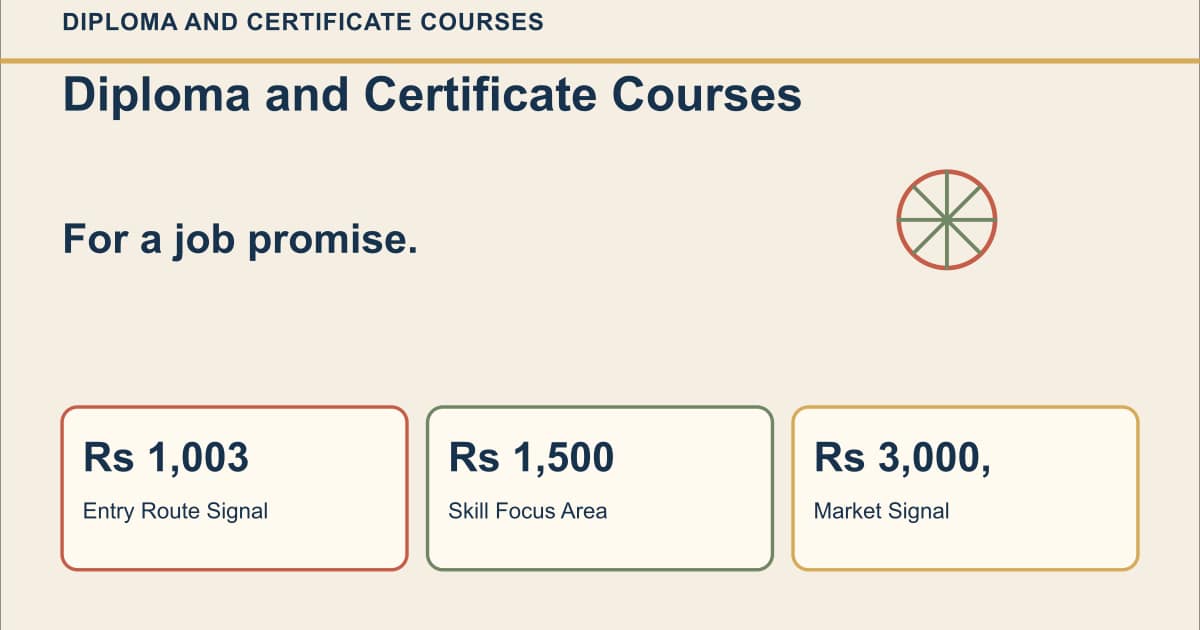 DIPLOMA AND CERTIFICATE COURSES
Diploma and Certificate Courses
For a job promise.
Rs 1,003
Entry Route Signal
Rs 1,500
Skill Focus Area
Rs 3,000,
Market Signal